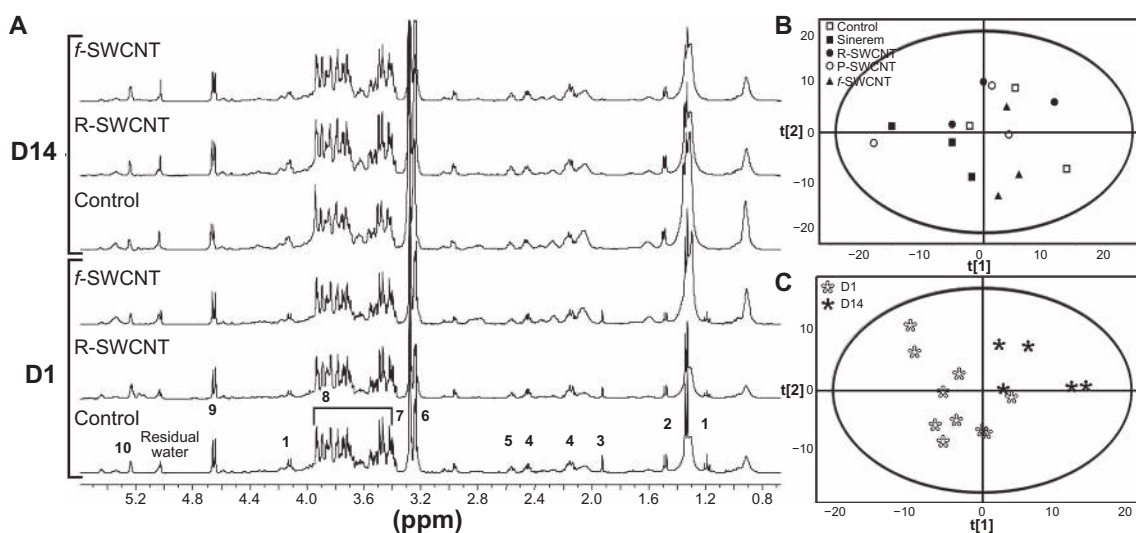 A
f-SWCNT
R-SWCNT
D14
Control
f-SWCNT
R-SWCNT
D1
Control
10
Residual
water
9
1
8
7
6
5
4
4
3
2
1
5.2 4.8 4.4 4.0 3.6 3.2 2.8 2.4 2.0 1.6 1.2 0.8
(ppm)
B
Control
Sinerem
R-SWCNT
P-SWCNT
f-SWCNT
20
10
t[2]
0
−10
−20
−20 −10 0 10 20
t[1]
C
D1
D14
10
t[2]
0
−10
−20 −10 0 10 20
t[1]